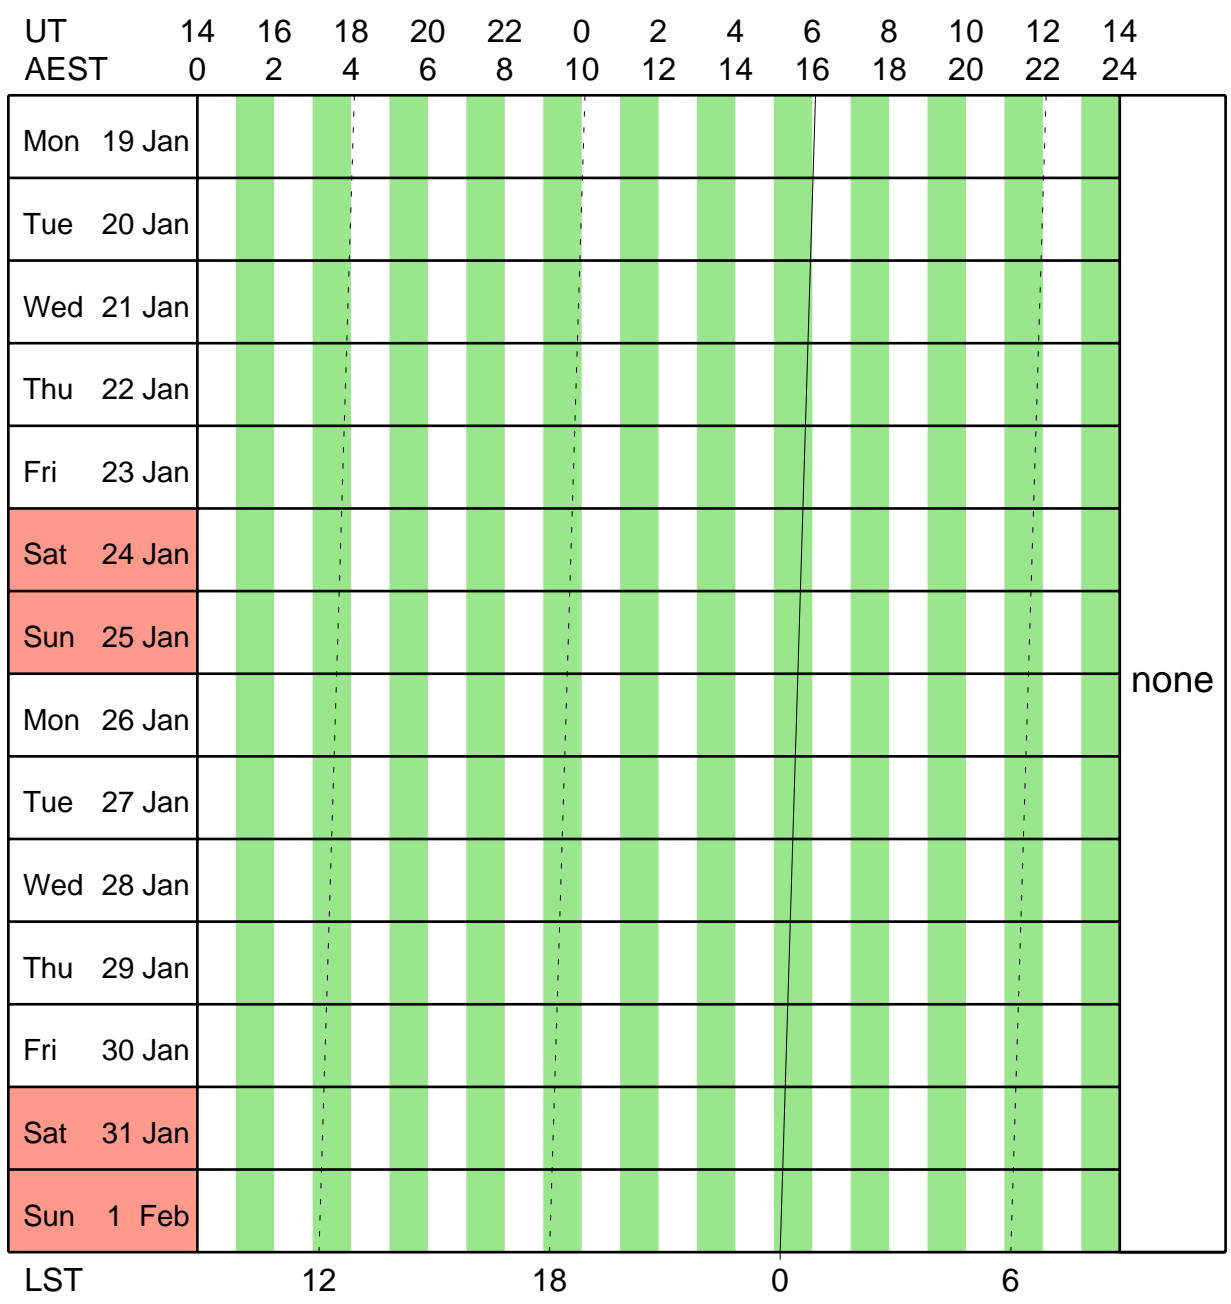 UT 14 16 18 20 22 0 2 4 6 8 10 12 14
AEST 0 2 4 6 8 10 12 14 16 18 20 22 24
Mon 19 Jan
Tue 20 Jan
Wed 21 Jan
Thu 22 Jan
Fri 23 Jan
Sat 24 Jan
Sun 25 Jan
none
Mon 26 Jan
Tue 27 Jan
Wed 28 Jan
Thu 29 Jan
Fri 30 Jan
Sat 31 Jan
Sun 1 Feb
LST 12 18 0 6